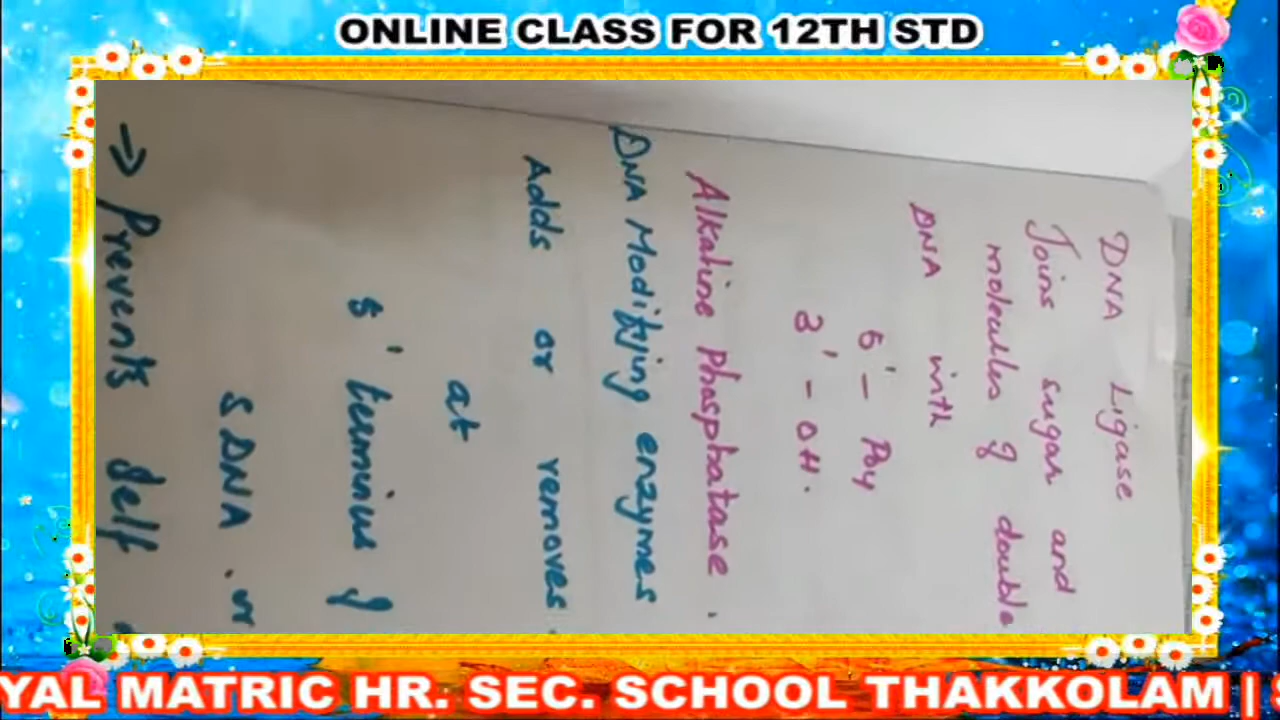 ONLINE CLASS FOR 12TH STD
DNA Ligase
Joins sugar and
molecules of double
DNA with
5' - Poy
3' - OH.
Alkaline Phosphatase.
DNA Modifying enzymes
Adds or removes
at
5' terminus of
s DNA. or
→ Prevents self
YAL MATRIC HR. SEC. SCHOOL THAKKOLAM |